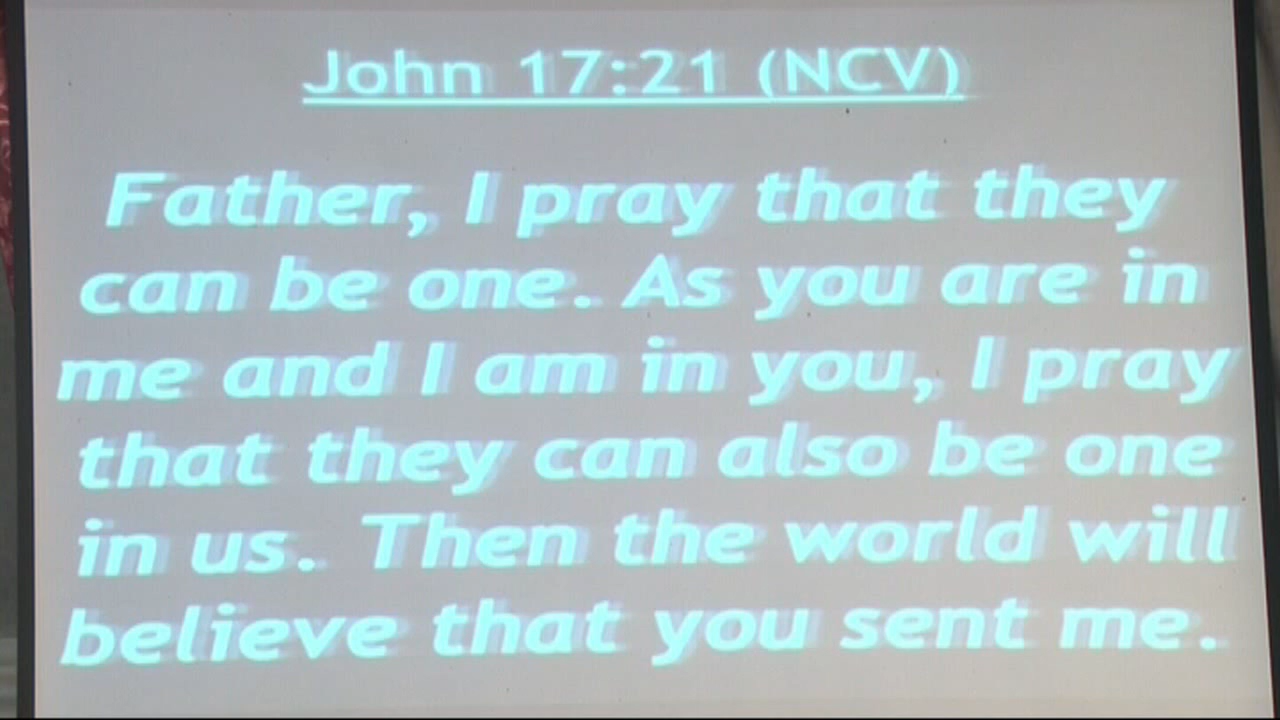 John 17:21 (NCV)
Father, I pray that they
can be one. As you are in
me and I am in you, I pray
that they can also be one
in us. Then the world will
believe that you sent me.